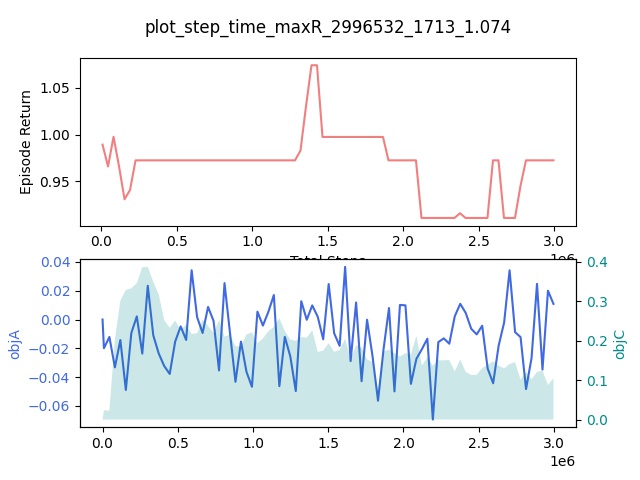 plot_step_time_maxR_2996532_1713_1.074
Episode Return
1.05
1.00
0.95
0.0 0.5 1.0 1.5 2.0 2.5 3.0
Total Steps
1e6
objA
0.04
0.02
0.00
−0.02
−0.04
−0.06
0.4
0.3
0.2
0.1
0.0
objC
0.0 0.5 1.0 1.5 2.0 2.5 3.0
1e6